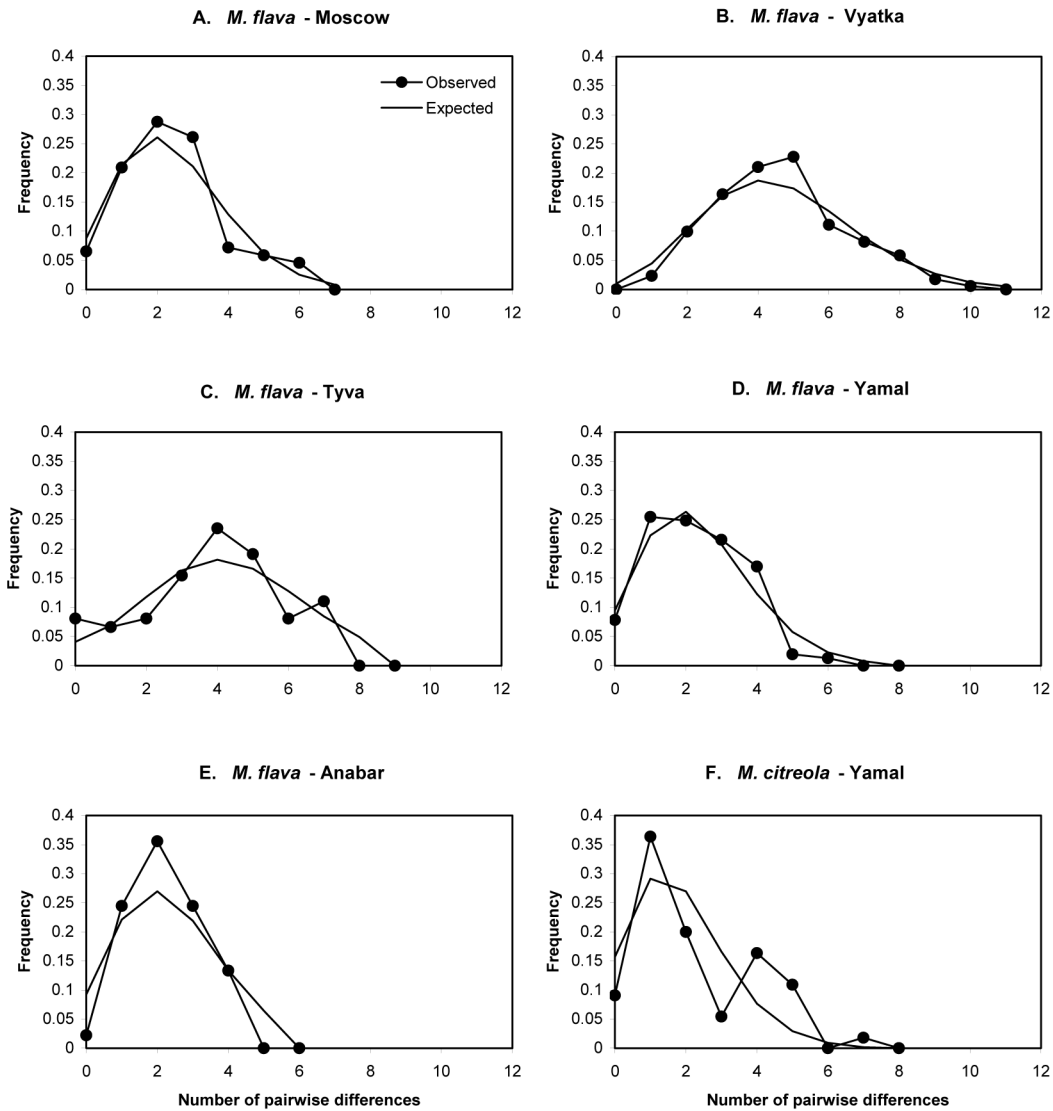 A. M. flava - Moscow
0.4
0.35
0.3
0.25
0.2
0.15
0.1
0.05
0
Frequency
Observed
Expected
0 2 4 6 8 10 12
B. M. flava - Vyatka
0.4
0.35
0.3
0.25
0.2
0.15
0.1
0.05
0
Frequency
0 2 4 6 8 10 12
C. M. flava - Tyva
0.4
0.35
0.3
0.25
0.2
0.15
0.1
0.05
0
Frequency
0 2 4 6 8 10 12
D. M. flava - Yamal
0.4
0.35
0.3
0.25
0.2
0.15
0.1
0.05
0
Frequency
0 2 4 6 8 10 12
E. M. flava - Anabar
0.4
0.35
0.3
0.25
0.2
0.15
0.1
0.05
0
Frequency
0 2 4 6 8 10 12
Number of pairwise differences
F. M. citreola - Yamal
0.4
0.35
0.3
0.25
0.2
0.15
0.1
0.05
0
Frequency
0 2 4 6 8 10 12
Number of pairwise differences